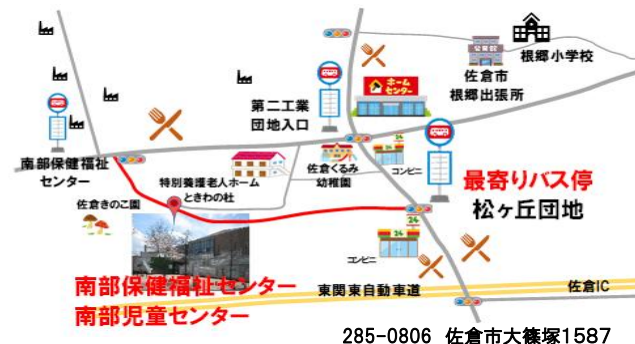 根郷小学校
公民館
佐倉市
根郷出張所
ホーム
センター
第二工業
団地入口
南部保健福祉
センター
特別養護老人ホーム
ときわの杜
佐倉くるみ
幼稚園
24
コンビニ
最寄りバス停
松ヶ丘団地
佐倉きのこ園
24
コンビニ
南部保健福祉センター
南部児童センター
東関東自動車道
佐倉IC
285-0806 佐倉市大篠塚1587